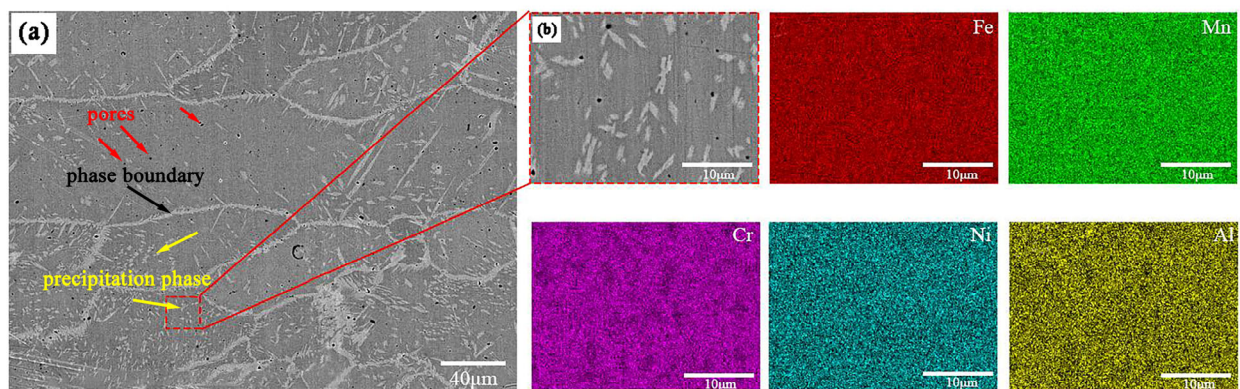 (a)
pores
phase boundary
C
precipitation phase
40μm
(b)
10μm
Fe
10μm
Mn
10μm
Cr
10μm
Ni
10μm
Al
10μm